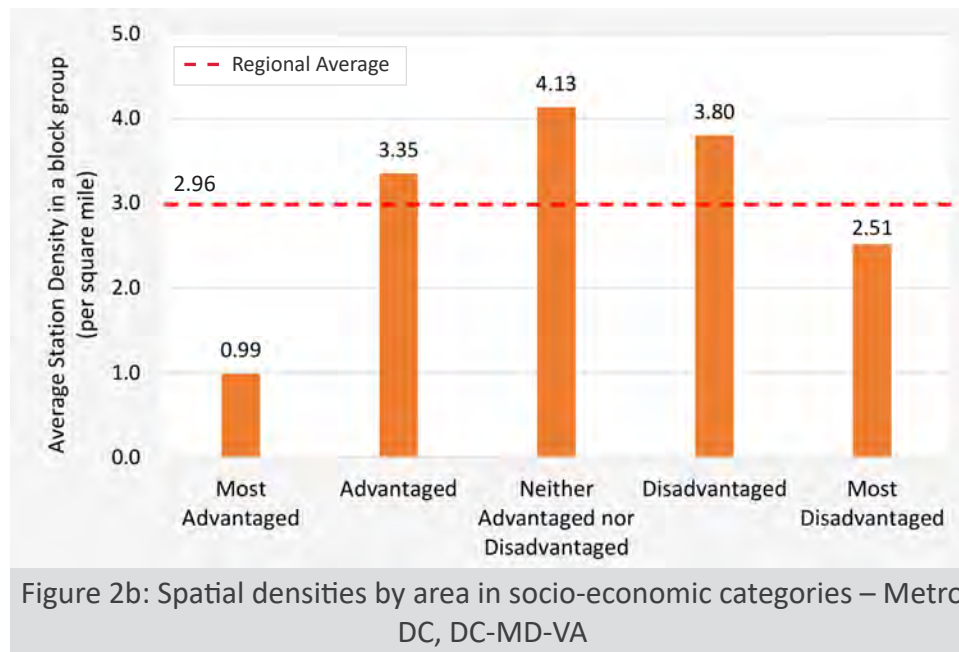 Average Station Density in a block group
(per square mile)
5.0
4.0
3.0
2.0
1.0
0.0
Regional Average
2.96
0.99
3.35
4.13
3.80
2.51
Most
Advantaged
Advantaged
Neither
Advantaged nor
Disadvantaged
Disadvantaged
Most
Disadvantaged
Figure 2b: Spatial densities by area in socio-economic categories – Metro
DC, DC-MD-VA